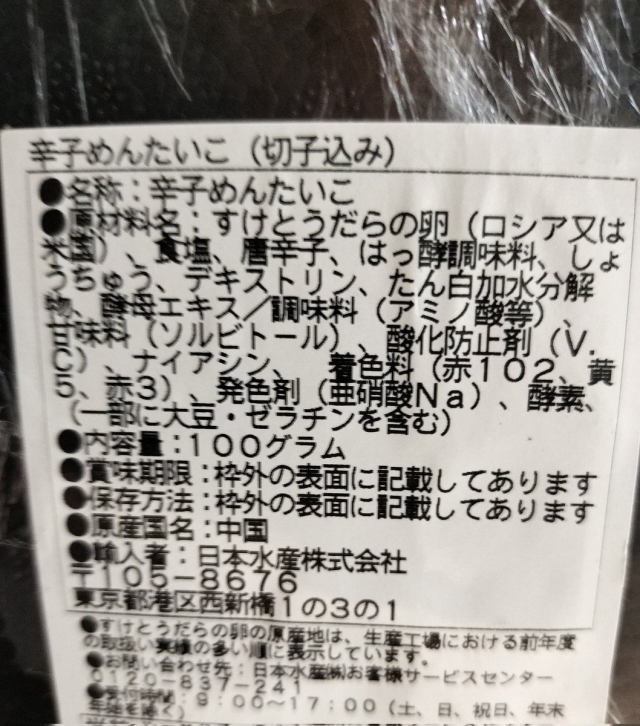 辛子めんたいこ（切子込み）
●名称：辛子めんたいこ
●原材料名：すけとうだらの卵（ロシア又は
米国）、食塩、唐辛子、はっ酵調味料、しょ
うちゅう、デキストリン、たん白加水分解
物、酵母エキス／調味料（アミノ酸等）、
甘味料（ソルビトール）、酸化防止剤（V.
C）、ナイアシン、着色料（赤102、黄
5、赤3）、発色剤（亜硝酸Na）、酵素、
（一部に大豆・ゼラチンを含む）
●内容量：100グラム
●賞味期限：枠外の表面に記載してあります
●保存方法：枠外の表面に記載してあります
●原産国名：中国
●輸入者：日本水産株式会社
〒105－8676
東京都港区西新橋1の3の1
●すけとうだらの卵の原産地は、生産工場における前年度
の取扱い実績の多い順に表示しています。
●お問い合わせ先：日本水産㈱お客様サービスセンター
0120－837－241
●受付時間：9：00～17：00（土、日、祝日、年末
年始を除く）